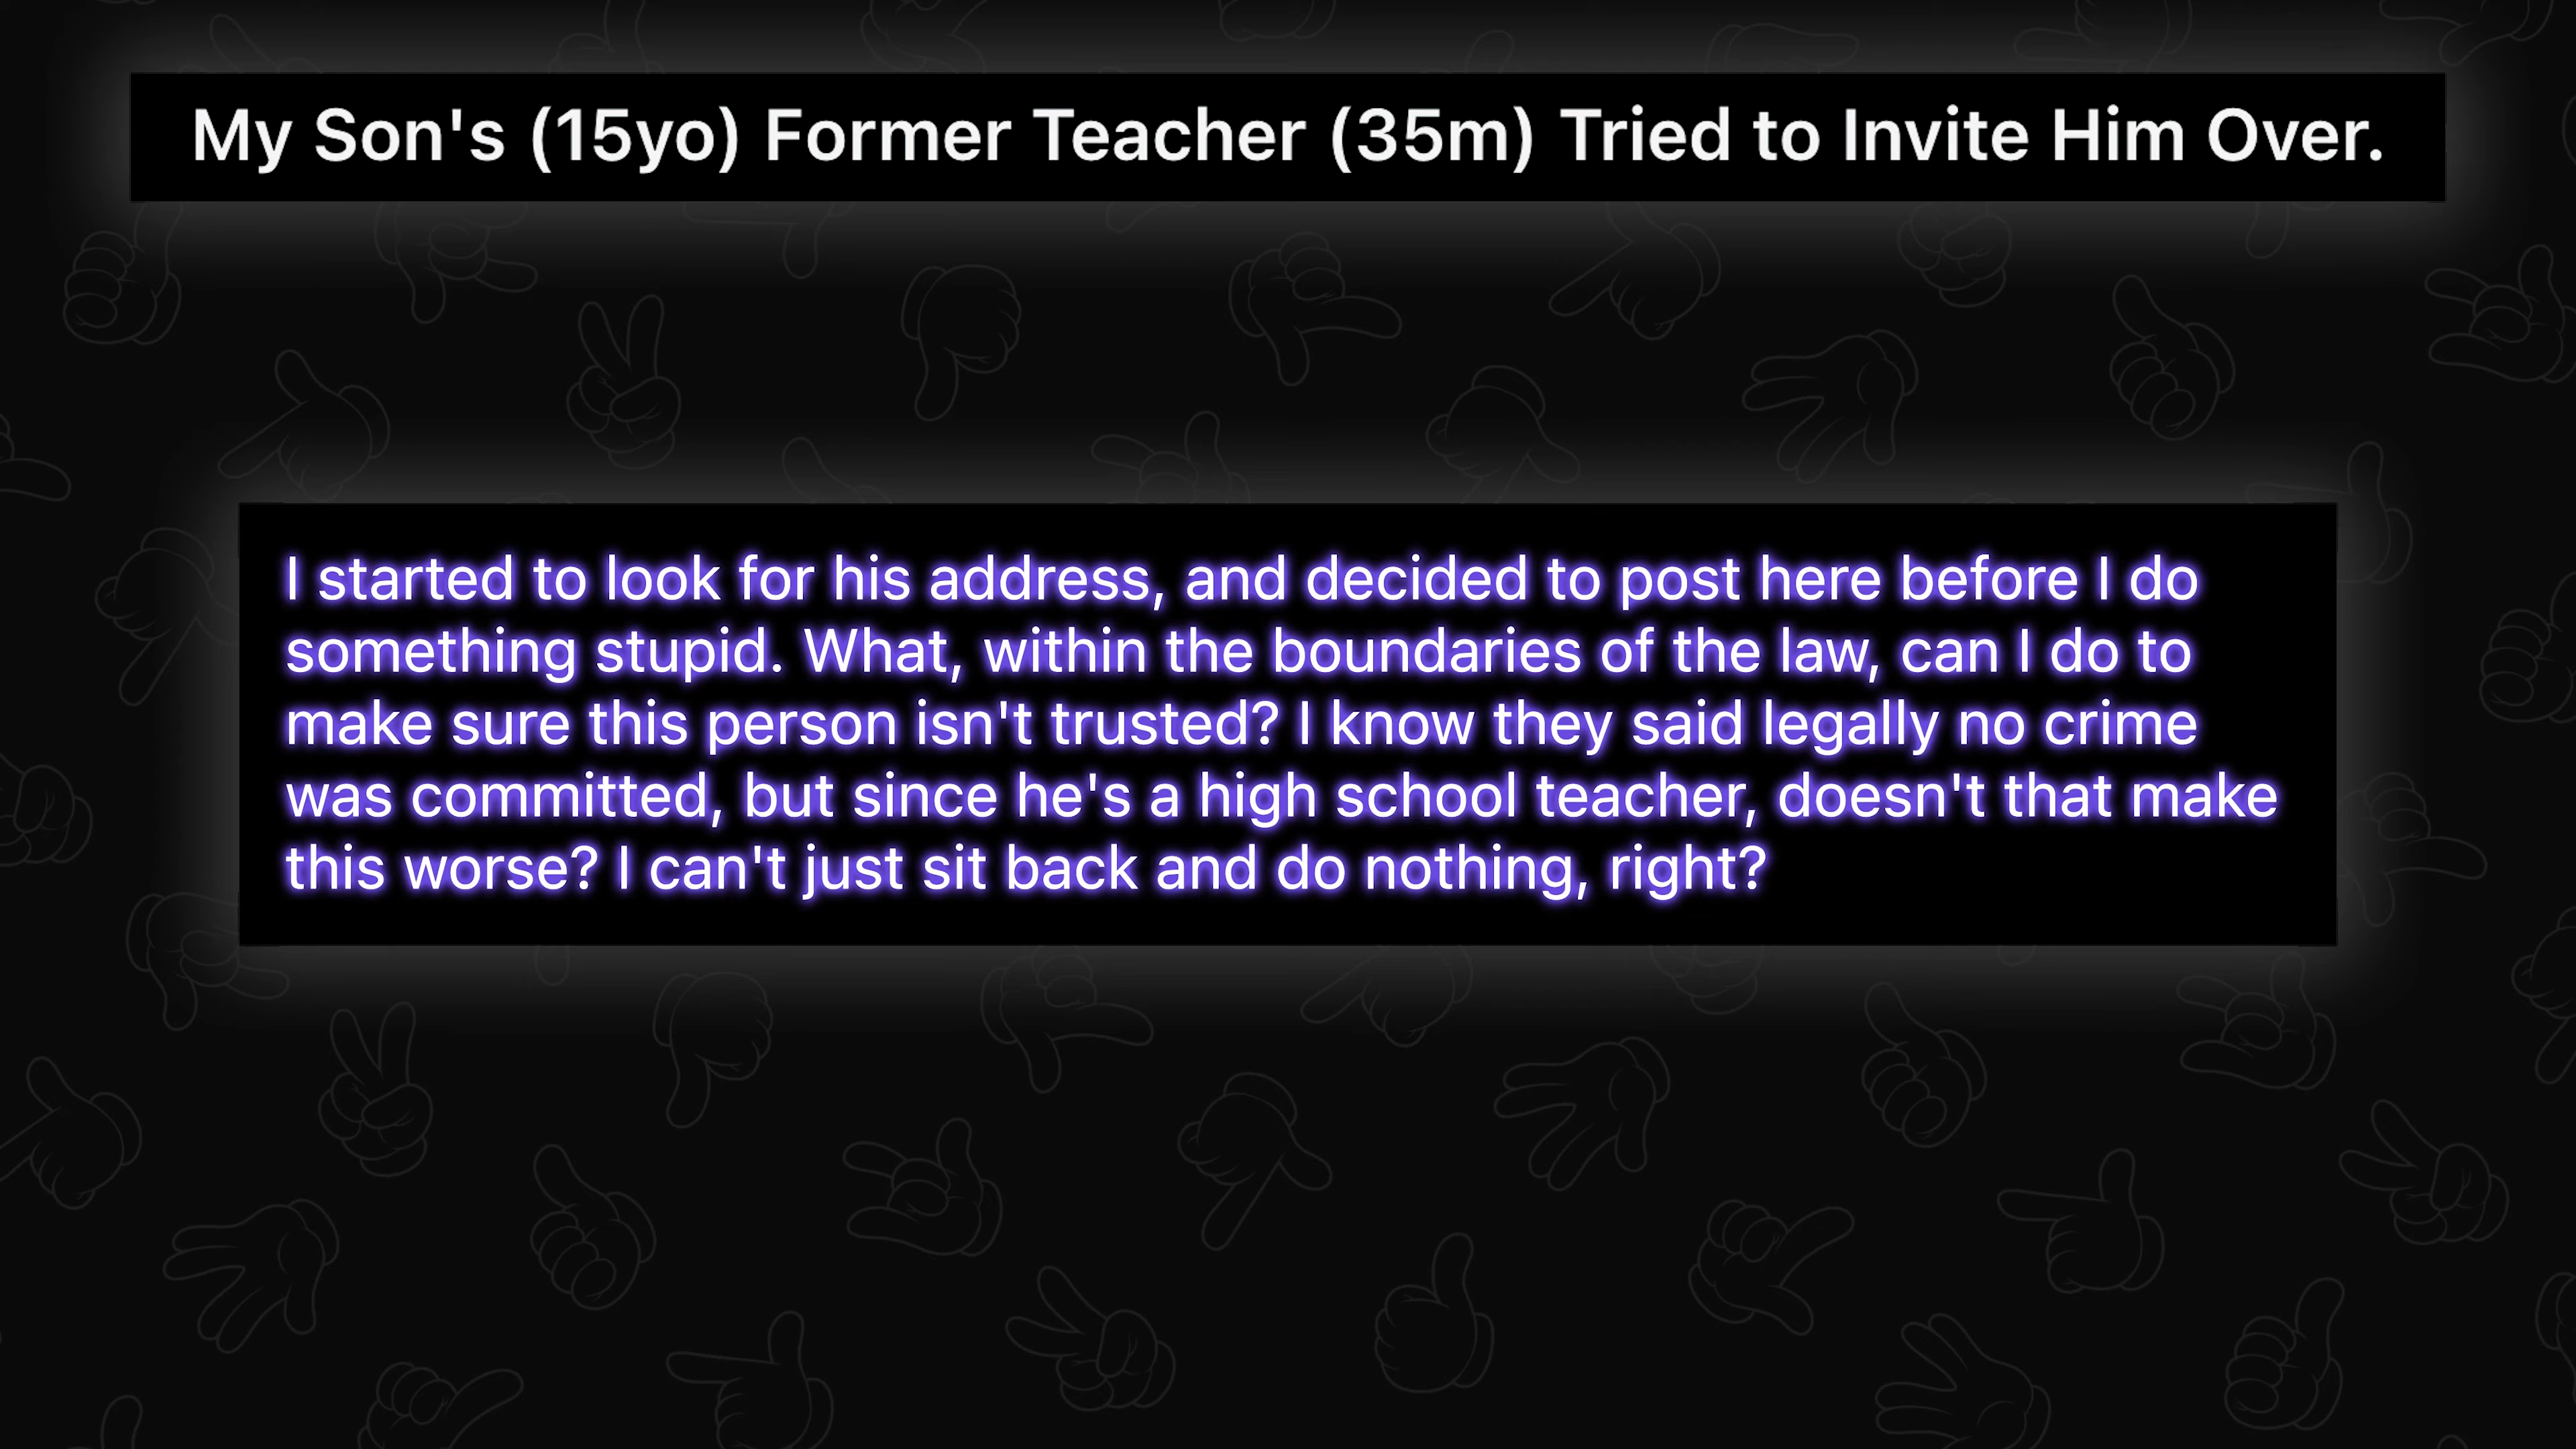 My Son's (15yo) Former Teacher (35m) Tried to Invite Him Over.
I started to look for his address, and decided to post here before I do
something stupid. What, within the boundaries of the law, can I do to
make sure this person isn't trusted? I know they said legally no crime
was committed, but since he's a high school teacher, doesn't that make
this worse? I can't just sit back and do nothing, right?